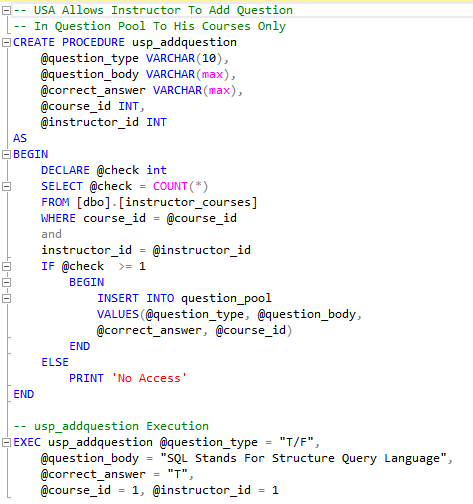 -- USA Allows Instructor To Add Question
-- In Question Pool To His Courses Only
CREATE PROCEDURE usp_addquestion
    @question_type VARCHAR(10),
    @question_body VARCHAR(max),
    @correct_answer VARCHAR(max),
    @course_id INT,
    @instructor_id INT
AS
BEGIN
    DECLARE @check int
    SELECT @check = COUNT(*)
    FROM [dbo].[instructor_courses]
    WHERE course_id = @course_id
    and
    instructor_id = @instructor_id
    IF @check  >= 1
        BEGIN
            INSERT INTO question_pool
            VALUES(@question_type, @question_body,
            @correct_answer, @course_id)
        END
    ELSE
        PRINT 'No Access'
END
-- usp_addquestion Execution
EXEC usp_addquestion @question_type = "T/F",
    @question_body = "SQL Stands For Structure Query Language",
    @correct_answer = "T",
    @course_id = 1, @instructor_id = 1